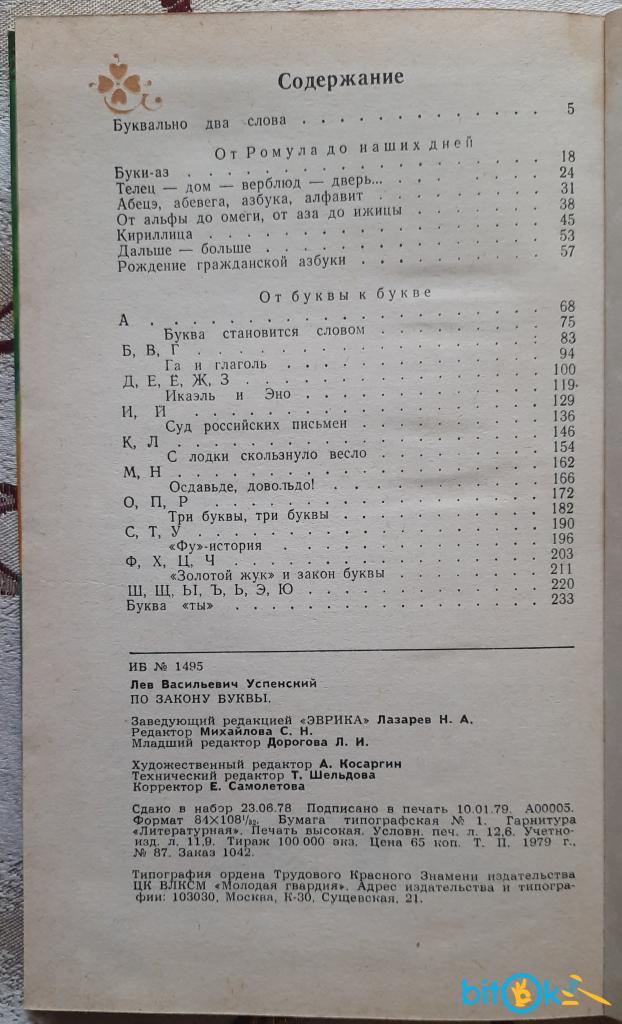 Содержание
Буквально два слова . . . . . . . . . . . . . 5
От Ромула до наших дней
Буки-аз . . . . . . . . . . . . . . . . . 18
Телец — дом — верблюд — дверь... . . . . . . . . 24
Абецэ, абевега, азбука, алфавит . . . . . . . . . 31
От альфы до омеги, от аза до ижицы . . . . . . . 38
Кириллица . . . . . . . . . . . . . . . . 45
Дальше — больше . . . . . . . . . . . . . . 53
Рождение гражданской азбуки . . . . . . . . . . 57
От буквы к букве
А . . . . . . . . . . . . . . . . . . . 68
Буква становится словом . . . . . . . . . 75
Б, В, Г . . . . . . . . . . . . . . . . . 83
Га и глаголь . . . . . . . . . . . . . 94
Д, Е, Ё, Ж, З . . . . . . . . . . . . . . 100
Икаэль и Эно . . . . . . . . . . . . 119
И, Й . . . . . . . . . . . . . . . . . . 129
Суд российских письмен . . . . . . . . . 136
К, Л . . . . . . . . . . . . . . . . . . 146
С лодки скользнуло весло . . . . . . . . 154
М, Н . . . . . . . . . . . . . . . . . . 162
Осдавьде, довольдо! . . . . . . . . . . 166
О, П, Р . . . . . . . . . . . . . . . . . 172
Три буквы, три буквы . . . . . . . . . . 182
С, Т, У . . . . . . . . . . . . . . . . . 190
«Фу»-история . . . . . . . . . . . . . 196
Ф, Х, Ц, Ч . . . . . . . . . . . . . . . 203
«Золотой жук» и закон буквы . . . . . . . 211
Ш, Щ, Ы, Ъ, Ь, Э, Ю . . . . . . . . . . . 220
Буква «ты» . . . . . . . . . . . . . . . 233
ИБ № 1495
Лев Васильевич Успенский
ПО ЗАКОНУ БУКВЫ.
Заведующий редакцией «ЭВРИКА» Лазарев Н. А.
Редактор Михайлова С. Н.
Младший редактор Дорогова Л. И.
Художественный редактор А. Косаргин
Технический редактор Т. Шельдова
Корректор Е. Самолетова
Сдано в набор 23.06.78 Подписано в печать 10.01.79. А00005.
Формат 84×108¹/₃₂. Бумага типографская № 1. Гарнитура
«Литературная». Печать высокая. Условн. печ. л. 12,6. Учетно-
изд. л. 11,9. Тираж 100 000 экз. Цена 65 коп. Т. П. 1979 г.,
№ 87. Заказ 1042.
Типография ордена Трудового Красного Знамени издательства
ЦК ВЛКСМ «Молодая гвардия». Адрес издательства и типогра-
фии: 103030, Москва, К-30, Сущевская, 21.
bitOk